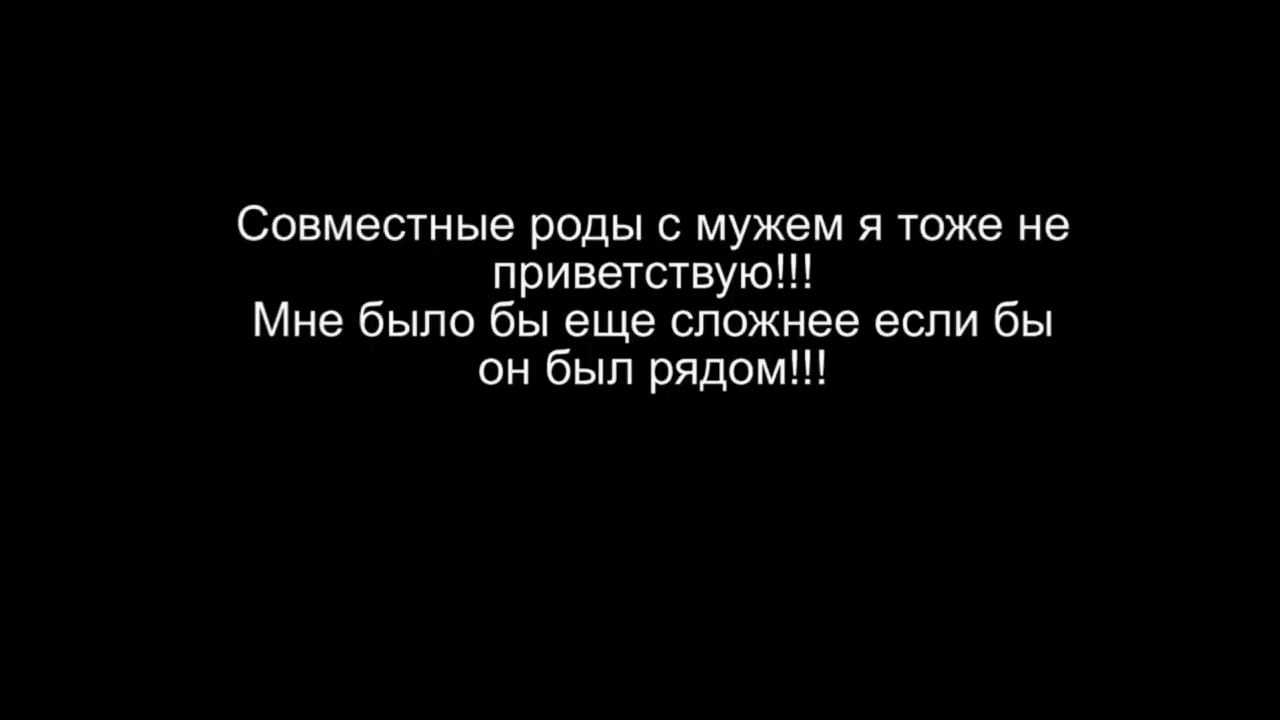 Совместные роды с мужем я тоже не
приветствую!!!
Мне было бы еще сложнее если бы
он был рядом!!!